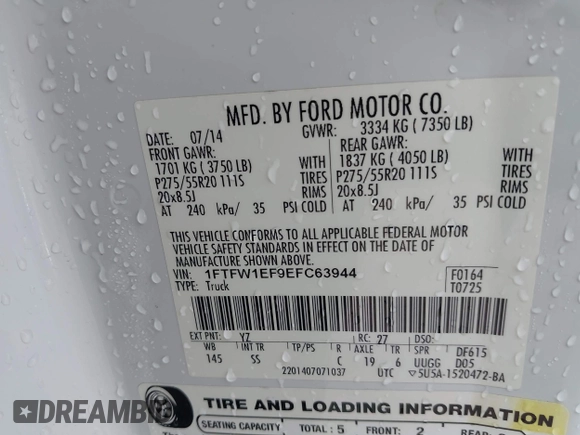 MFD. BY FORD MOTOR CO.
DATE: 07/14 GVWR: 3334 KG ( 7350 LB)
FRONT GAWR: REAR GAWR:
1701 KG ( 3750 LB) WITH 1837 KG ( 4050 LB) WITH
P275/55R20 111S TIRES P275/55R20 111S TIRES
20x8.5J RIMS 20x8.5J RIMS
AT 240 kPa/ 35 PSI COLD AT 240 kPa/ 35 PSI COLD
THIS VEHICLE CONFORMS TO ALL APPLICABLE FEDERAL MOTOR
VEHICLE SAFETY STANDARDS IN EFFECT ON THE DATE OF
MANUFACTURE SHOWN ABOVE.
VIN: 1FTFW1EF9EFC63944 F0164
TYPE: Truck T0725
EXT PNT: YZ RC: 27 DSO:
WB INT TR TP/PS R AXLE TR SPR DF615
145 SS C 19 6 UUGG D05
2201407071037 UTC ▽5U5A-1520472-BA
TIRE AND LOADING INFORMATION
SEATING CAPACITY TOTAL: 5 FRONT: 2 REAR: